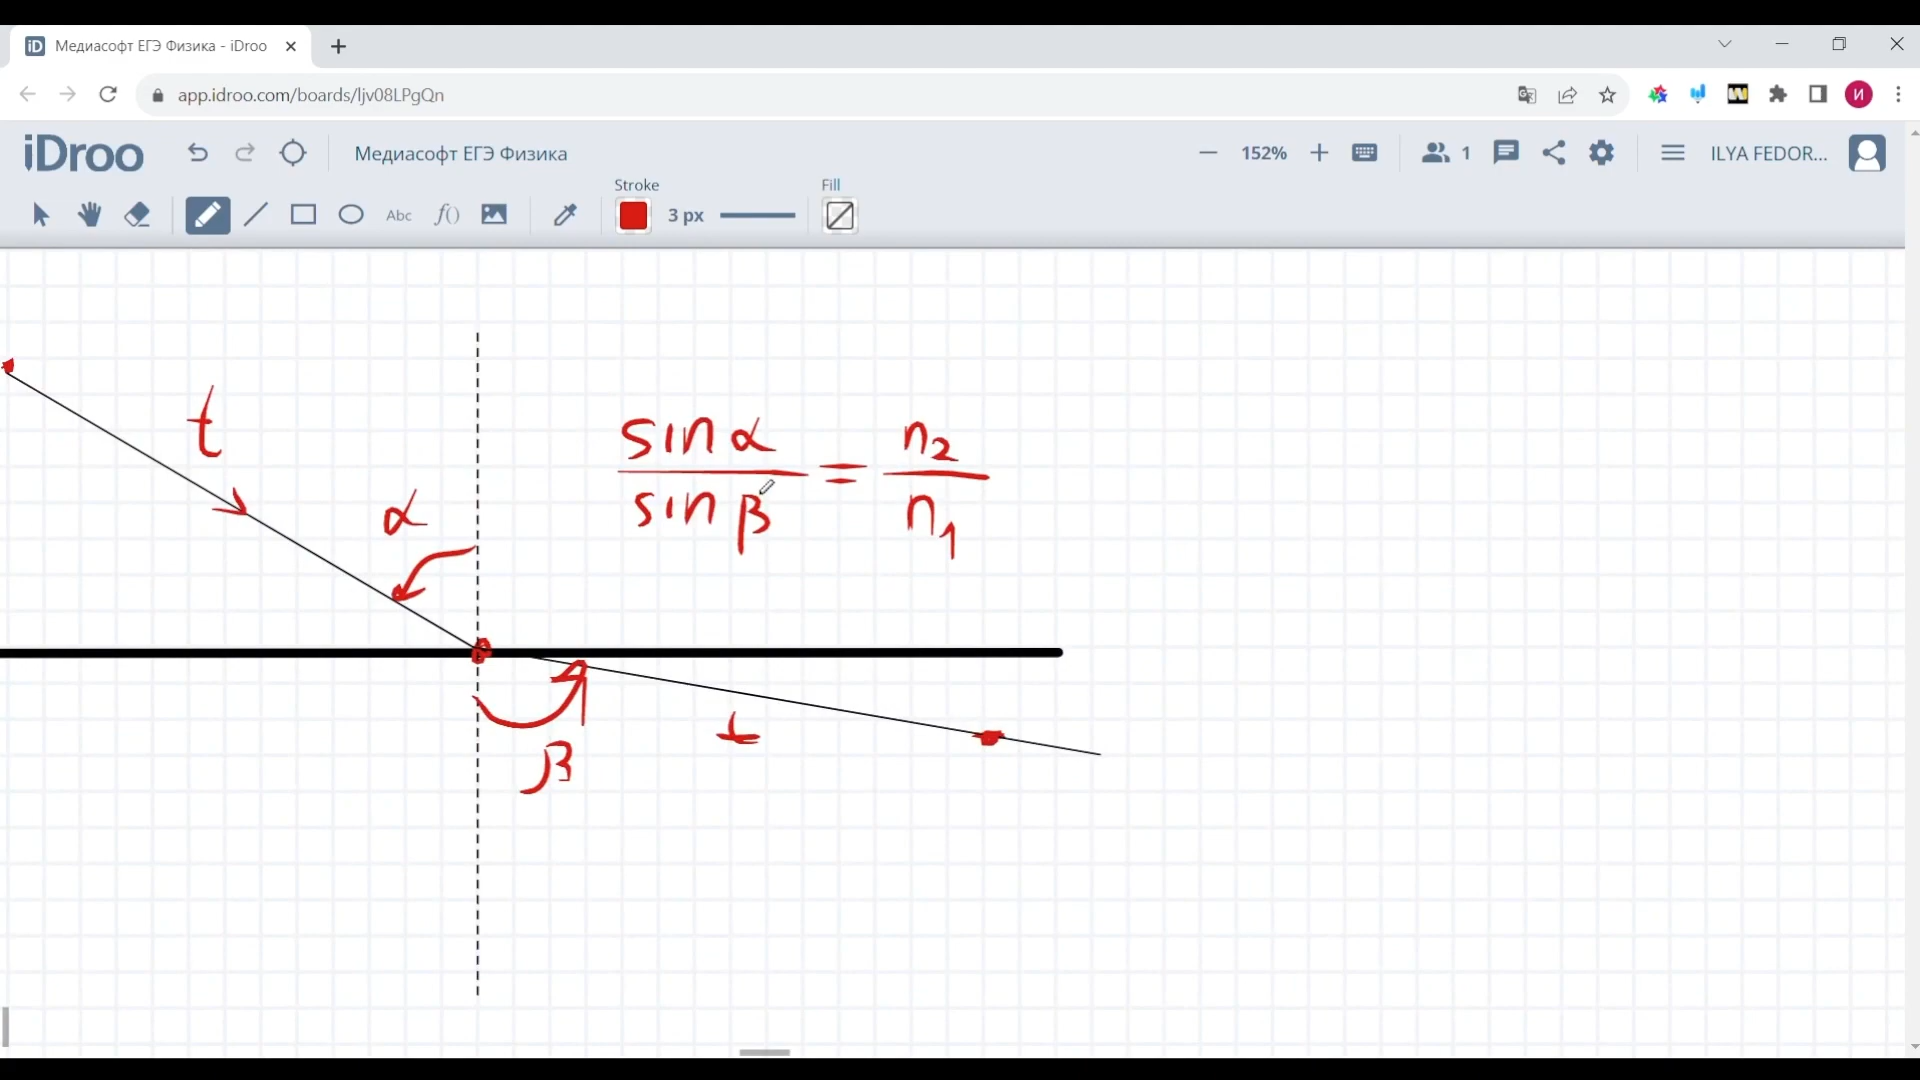 Медиасофт ЕГЭ Физика - iDroo
app.idroo.com/boards/ljv08LPgQn
И
iDroo
Медиасофт ЕГЭ Физика
152%
1
ILYA FEDOR...
Abc
f()
Stroke
3 px
Fill
t
α
sin α
sin β
=
n2
n1
β
t